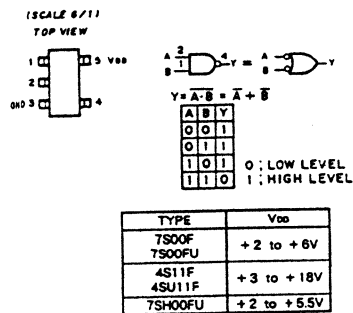 (SCALE 6/1)
TOP VIEW
1 5 VDD
2
GND 3 4
A 2 4 Y = A Y
B 1 B
Y = A·B = A + B
A B Y
0 0 1
0 1 1
1 0 1 0 ; LOW LEVEL
1 1 0 1 ; HIGH LEVEL
TYPE VDD
7S00F +2 to +6V
7S00FU
4S11F +3 to +18V
4SU11F
7SH00FU +2 to +5.5V